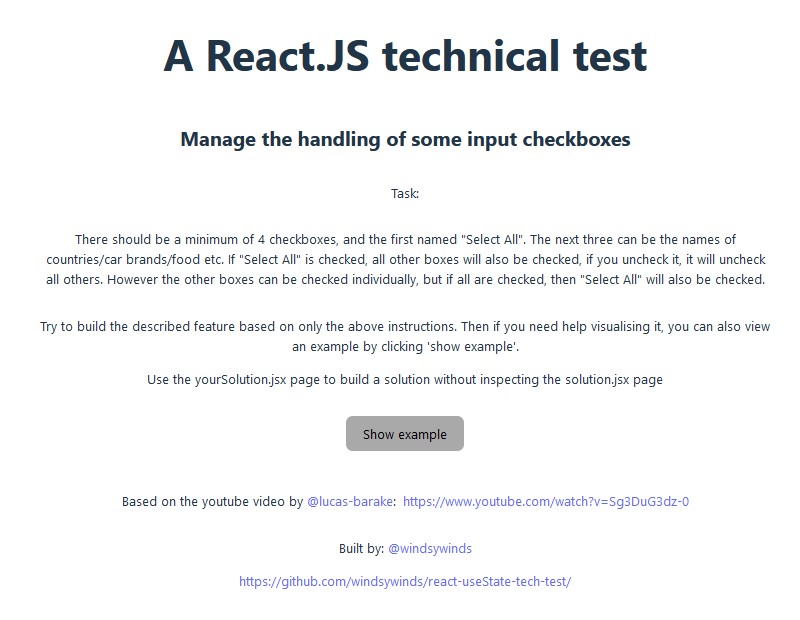 A React.JS technical test
Manage the handling of some input checkboxes
Task:
There should be a minimum of 4 checkboxes, and the first named "Select All". The next three can be the names of
countries/car brands/food etc. If "Select All" is checked, all other boxes will also be checked, if you uncheck it, it will uncheck
all others. However the other boxes can be checked individually, but if all are checked, then "Select All" will also be checked.
Try to build the described feature based on only the above instructions. Then if you need help visualising it, you can also view
an example by clicking 'show example'.
Use the yourSolution.jsx page to build a solution without inspecting the solution.jsx page
Show example
Based on the youtube video by @lucas-barake: https://www.youtube.com/watch?v=Sg3DuG3dz-0
Built by: @windsywinds
https://github.com/windsywinds/react-useState-tech-test/